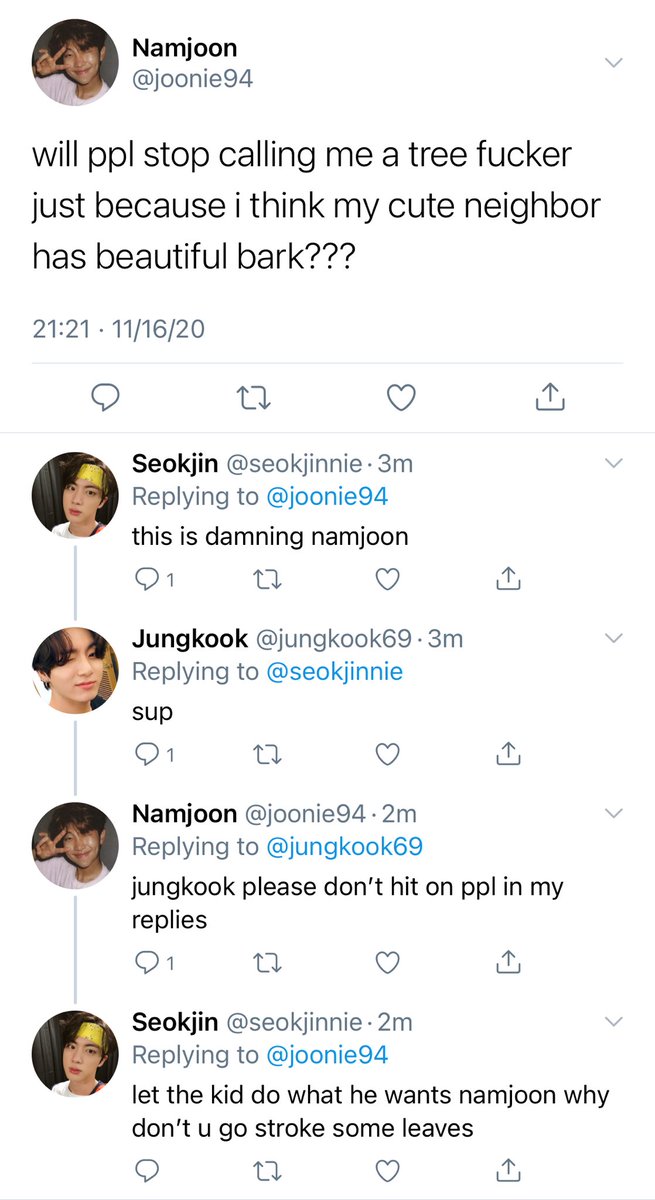 Namjoon
@joonie94
will ppl stop calling me a tree fucker
just because i think my cute neighbor
has beautiful bark???
21:21 · 11/16/20
Seokjin @seokjinnie · 3m
Replying to @joonie94
this is damning namjoon
1
Jungkook @jungkook69 · 3m
Replying to @seokjinnie
sup
1
Namjoon @joonie94 · 2m
Replying to @jungkook69
jungkook please don’t hit on ppl in my
replies
1
Seokjin @seokjinnie · 2m
Replying to @joonie94
let the kid do what he wants namjoon why
don’t u go stroke some leaves